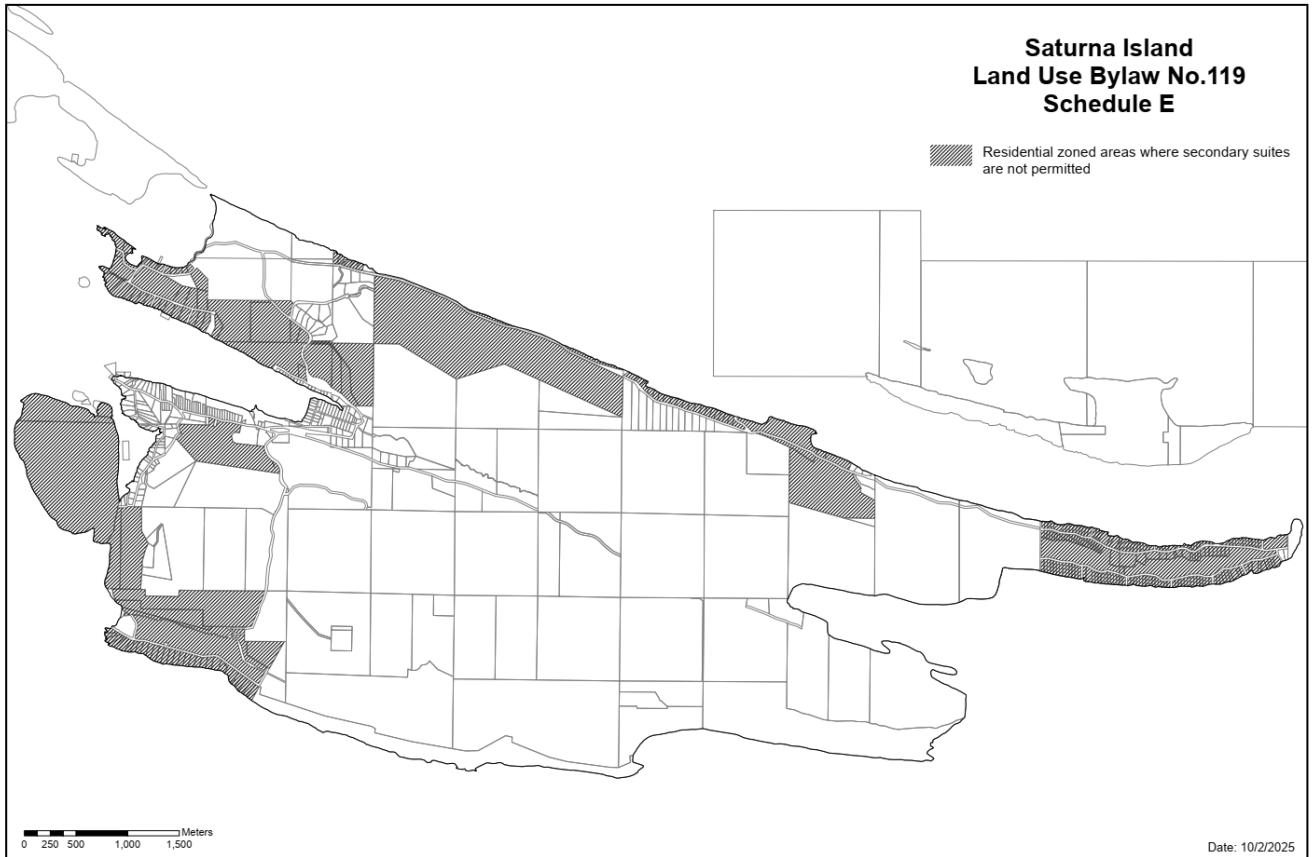 Saturna Island
Land Use Bylaw No.119
Schedule E
Residential zoned areas where secondary suites
are not permitted
Meters
0 250 500 1,000 1,500
Date: 10/2/2025